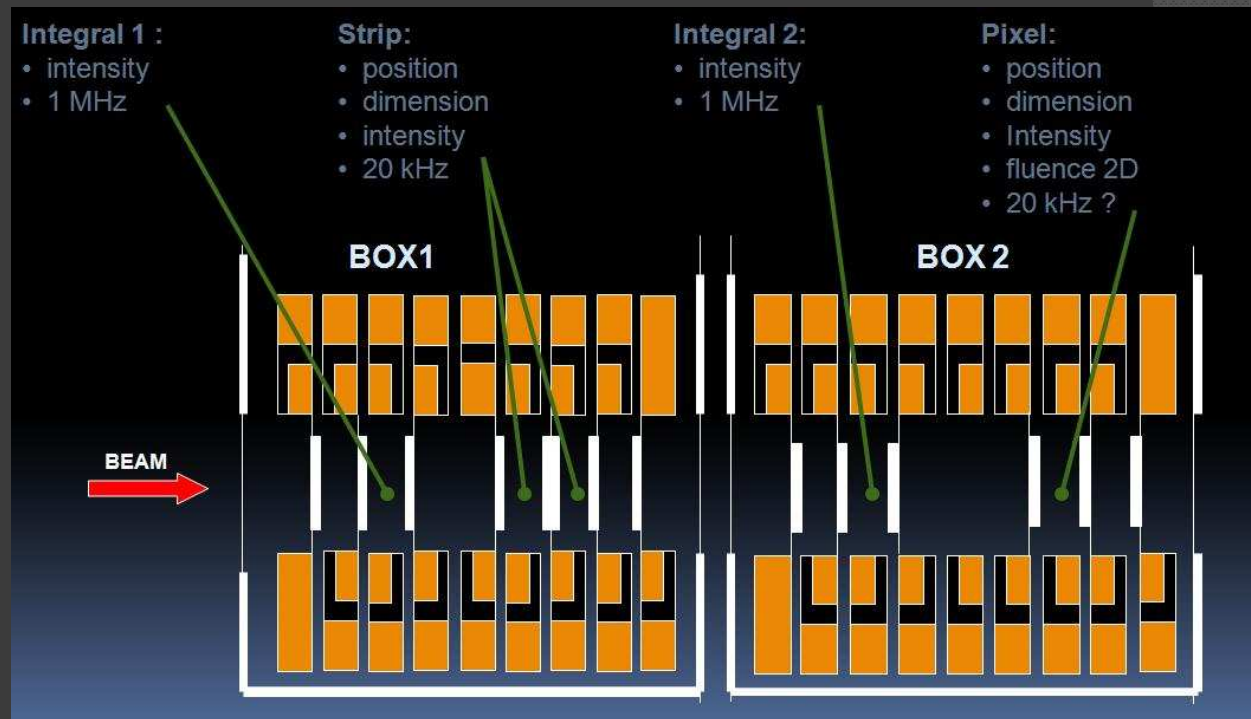 Integral 1 :
• intensity
• 1 MHz
Strip:
• position
• dimension
• intensity
• 20 kHz
Integral 2:
• intensity
• 1 MHz
Pixel:
• position
• dimension
• Intensity
• fluence 2D
• 20 kHz ?
BOX1
BOX 2
BEAM